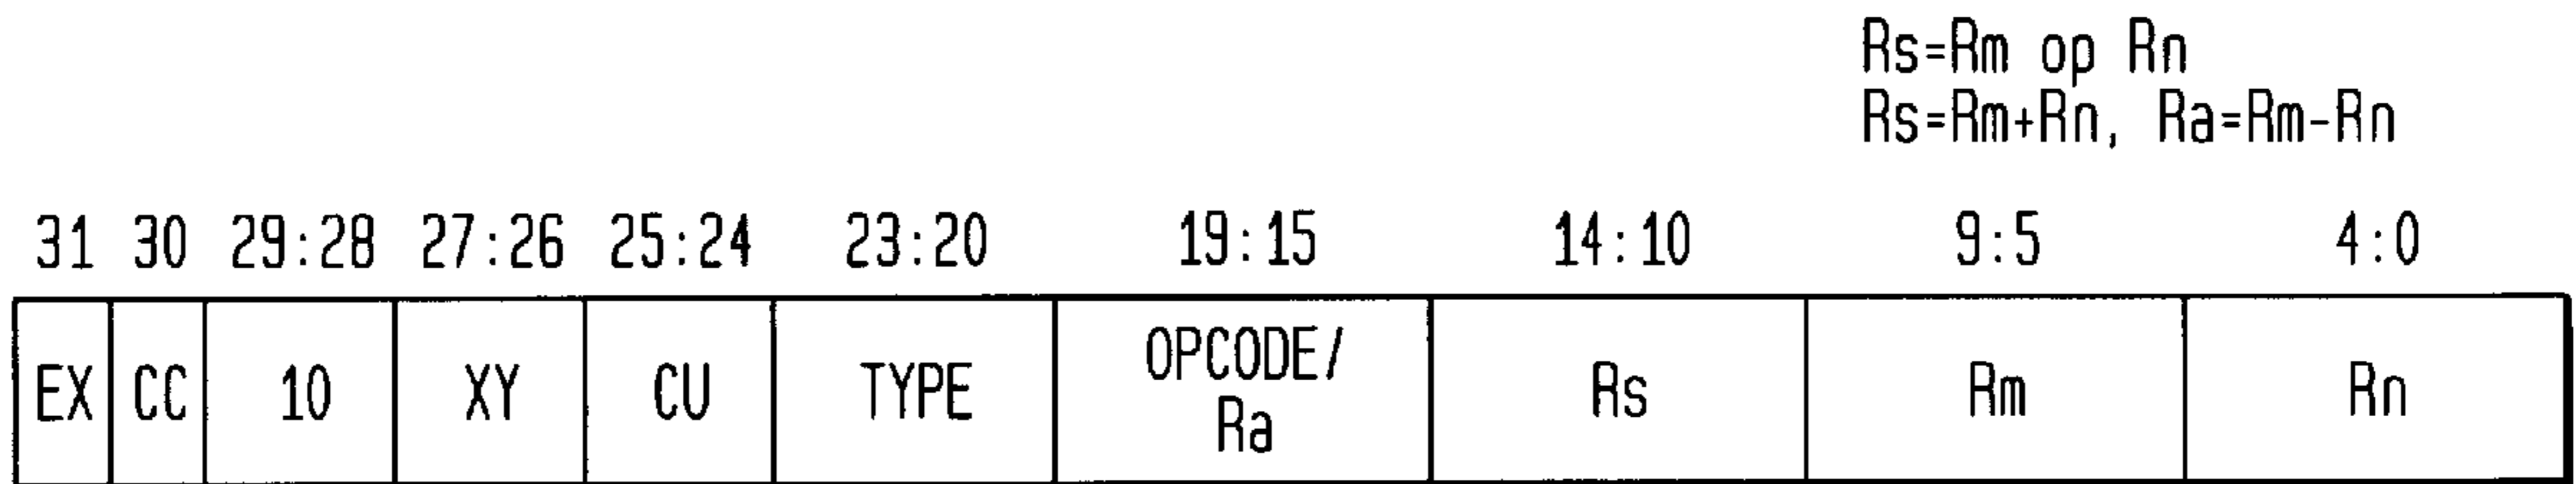 Rs=Rm op Rn
Rs=Rm+Rn, Ra=Rm-Rn
31 30 29:28 27:26 25:24 23:20 19:15 14:10 9:5 4:0
EX CC 10 XY CU TYPE OPCODE/ Rs Rm Rn
Ra